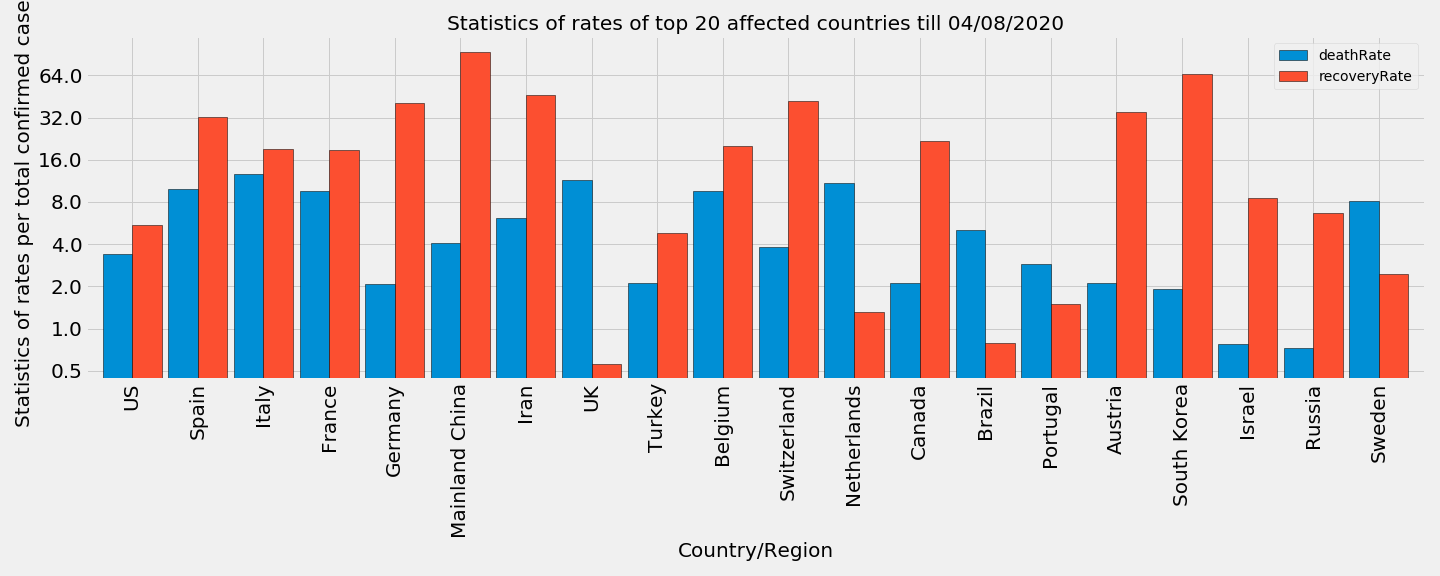 Statistics of rates of top 20 affected countries till 04/08/2020
Statistics of rates per total confirmed case
64.0
32.0
16.0
8.0
4.0
2.0
1.0
0.5
deathRate
recoveryRate
US
Spain
Italy
France
Germany
Mainland China
Iran
UK
Turkey
Belgium
Switzerland
Netherlands
Canada
Brazil
Portugal
Austria
South Korea
Israel
Russia
Sweden
Country/Region